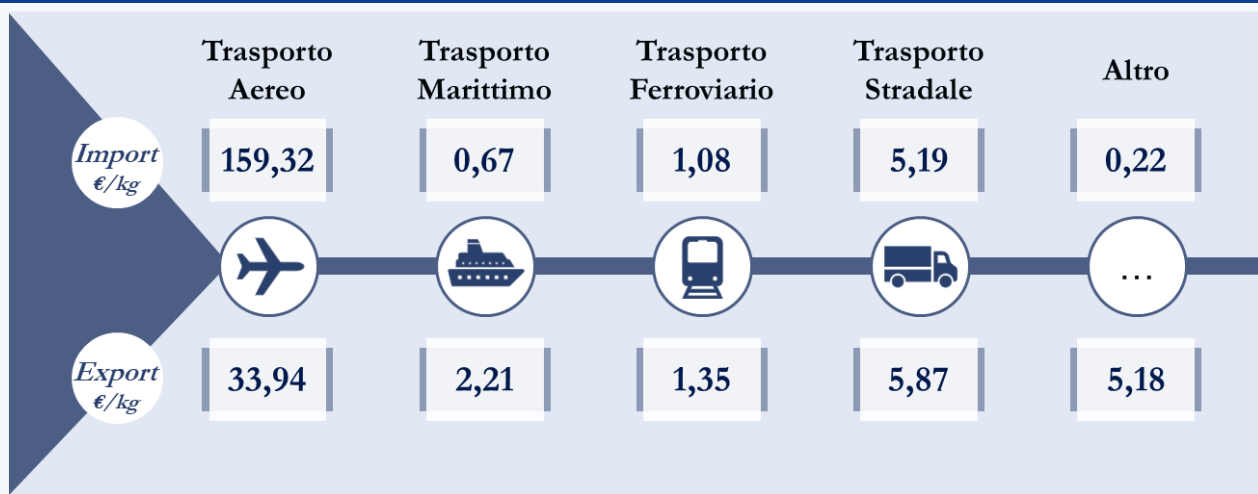 Trasporto
Aereo
Trasporto
Marittimo
Trasporto
Ferroviario
Trasporto
Stradale
Altro
Import
€/kg
159,32
0,67
1,08
5,19
0,22
...
Export
€/kg
33,94
2,21
1,35
5,87
5,18